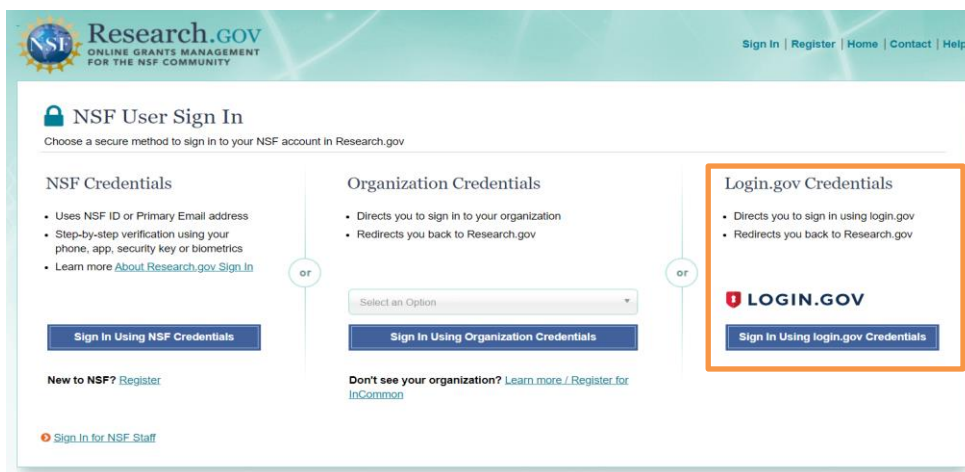 NSF
Research.gov
ONLINE GRANTS MANAGEMENT
FOR THE NSF COMMUNITY
Sign In | Register | Home | Contact | Help
NSF User Sign In
Choose a secure method to sign in to your NSF account in Research.gov
NSF Credentials
• Uses NSF ID or Primary Email address
• Step-by-step verification using your
phone, app, security key or biometrics
• Learn more About Research.gov Sign In
Sign In Using NSF Credentials
New to NSF? Register
or
Organization Credentials
• Directs you to sign in to your organization
• Redirects you back to Research.gov
Select an Option
Sign In Using Organization Credentials
Don't see your organization? Learn more / Register for
InCommon
or
Login.gov Credentials
• Directs you to sign in using login.gov
• Redirects you back to Research.gov
LOGIN.GOV
Sign In Using login.gov Credentials
Sign In for NSF Staff